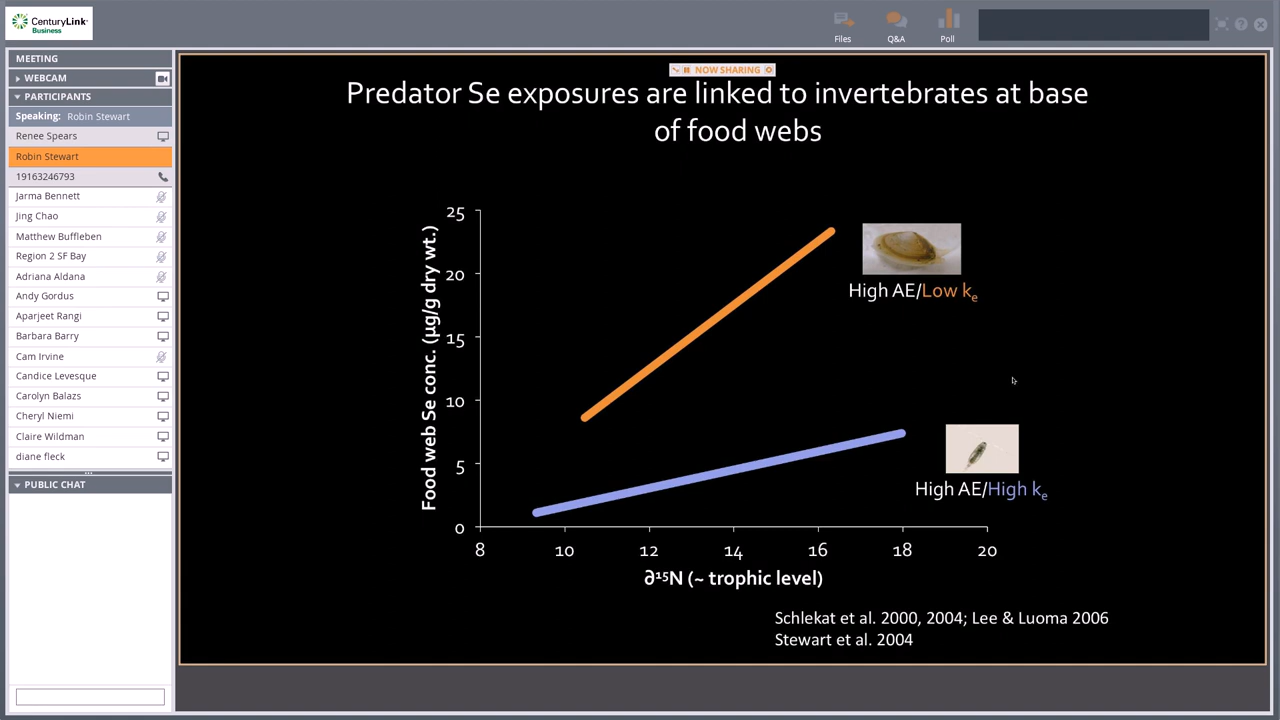 CenturyLink
Business
Files
Q&A
Poll
MEETING
WEBCAM
PARTICIPANTS
Speaking: Robin Stewart
Renee Spears
Robin Stewart
19163246793
Jarma Bennett
Jing Chao
Matthew Buffleben
Region 2 SF Bay
Adriana Aldana
Andy Gordus
Aparjeet Rangi
Barbara Barry
Cam Irvine
Candice Levesque
Carolyn Balazs
Cheryl Niemi
Claire Wildman
diane fleck
PUBLIC CHAT
NOW SHARING
Predator Se exposures are linked to invertebrates at base
of food webs
Food web Se conc. (µg/g dry wt.)
25
20
15
10
5
0
8 10 12 14 16 18 20
∂¹⁵N (~ trophic level)
High AE/Low kₑ
High AE/High kₑ
Schlekat et al. 2000, 2004; Lee & Luoma 2006
Stewart et al. 2004